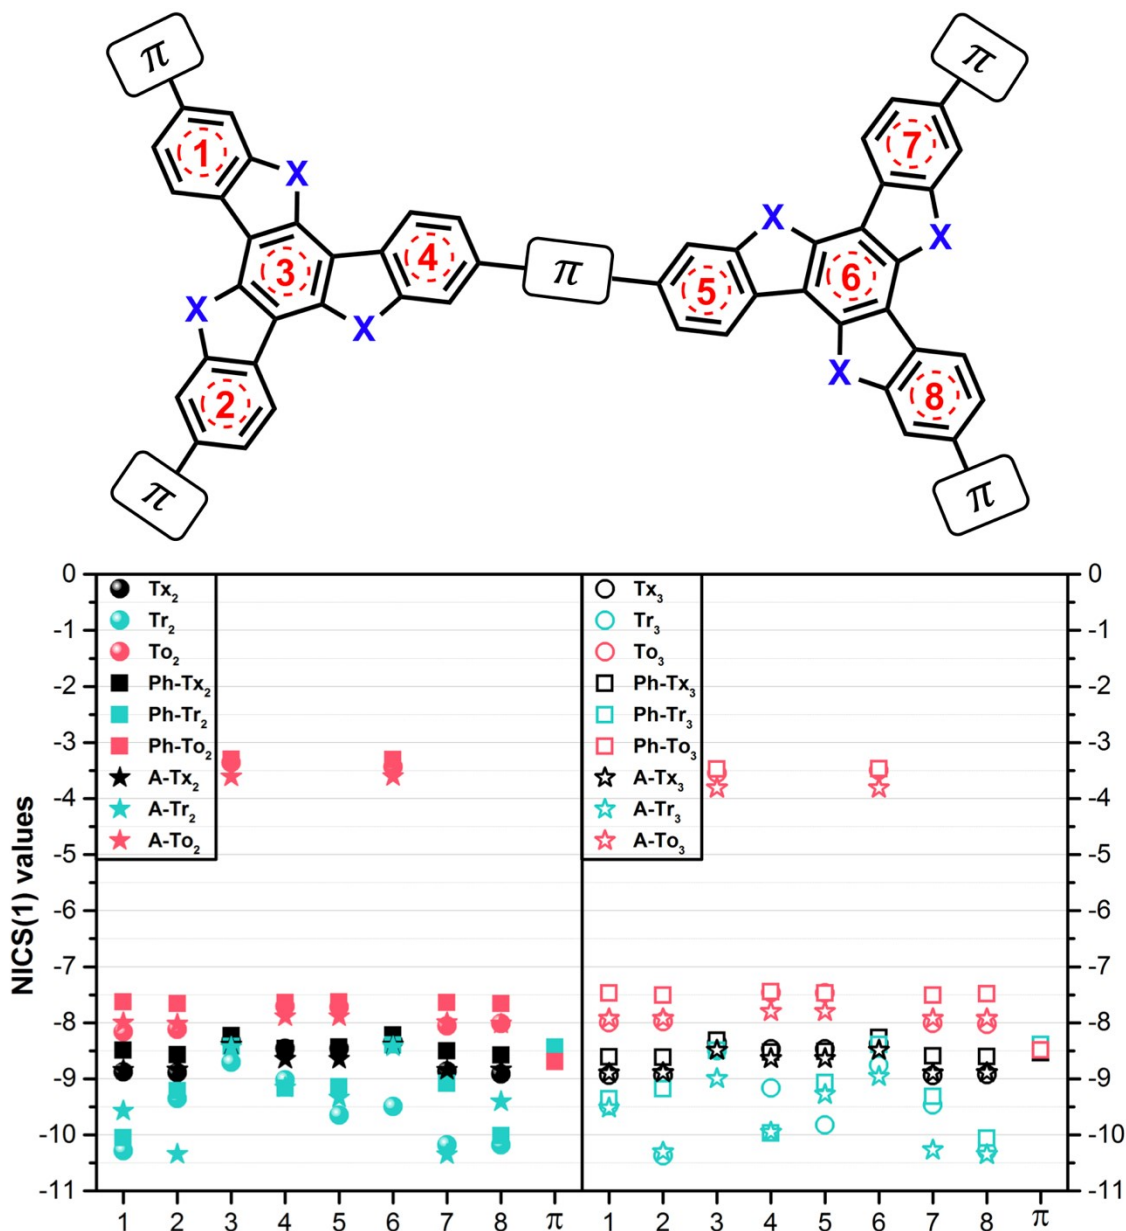 π
π
1
7
X
X
X
4
π
3
5
6
X
X
X
2
8
π
π
NICS(1) values
0
-1
-2
-3
-4
-5
-6
-7
-8
-9
-10
-11
Tx₂
Tr₂
To₂
Ph-Tx₂
Ph-Tr₂
Ph-To₂
A-Tx₂
A-Tr₂
A-To₂
Tx₃
Tr₃
To₃
Ph-Tx₃
Ph-Tr₃
Ph-To₃
A-Tx₃
A-Tr₃
A-To₃
0
-1
-2
-3
-4
-5
-6
-7
-8
-9
-10
-11
1 2 3 4 5 6 7 8 π 1 2 3 4 5 6 7 8 π